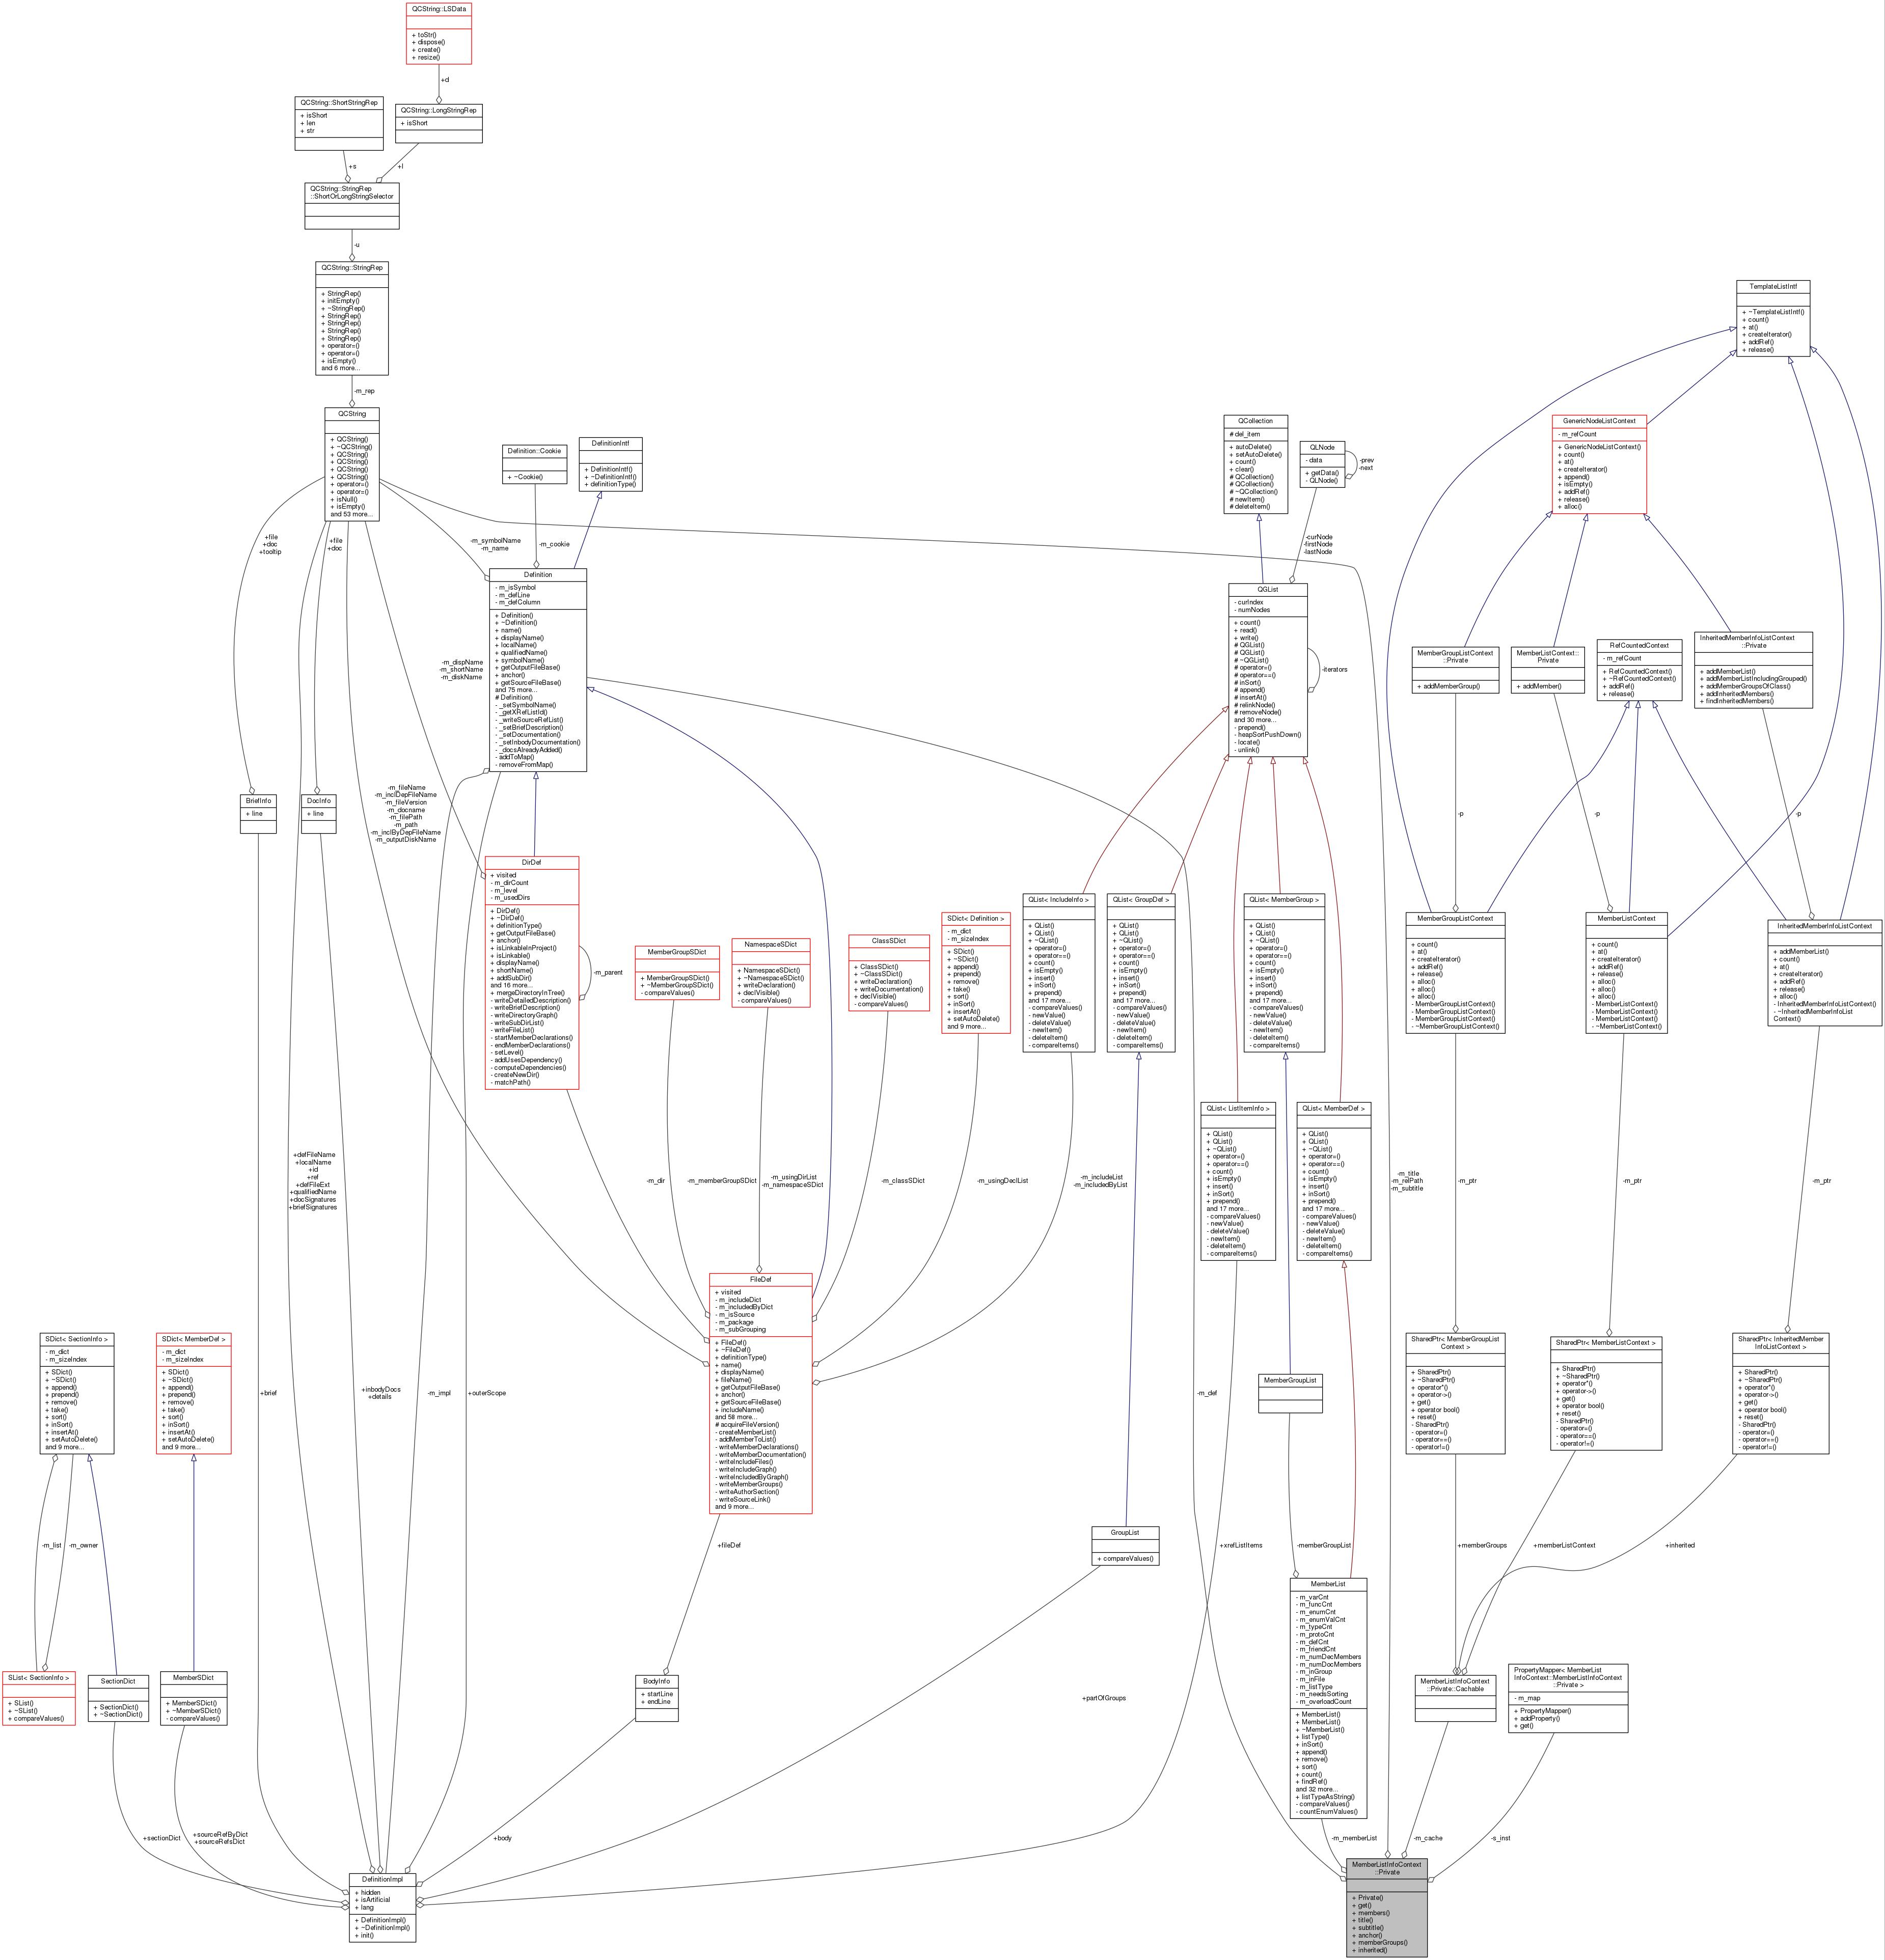 QCString::LSData
+ toStr()
+ dispose()
+ create()
+ resize()
+d
QCString::ShortStringRep
+ isShort
+ len
+ str
QCString::LongStringRep
+ isShort
+s
+l
QCString::StringRep
::ShortOrLongStringSelector
-u
QCString::StringRep
+ StringRep()
+ initEmpty()
+ ~StringRep()
+ StringRep()
+ StringRep()
+ StringRep()
+ StringRep()
+ operator=()
+ operator=()
+ isEmpty()
and 6 more...
-m_rep
TemplateListIntf
+ ~TemplateListIntf()
+ count()
+ at()
+ createIterator()
+ addRef()
+ release()
QCString
+ QCString()
+ ~QCString()
+ QCString()
+ QCString()
+ QCString()
+ QCString()
+ operator=()
+ operator=()
+ isNull()
+ isEmpty()
and 53 more...
Definition::Cookie
+ ~Cookie()
DefinitionIntf
+ DefinitionIntf()
+ ~DefinitionIntf()
+ definitionType()
QCollection
# del_item
+ autoDelete()
+ setAutoDelete()
+ count()
+ clear()
# QCollection()
# QCollection()
# ~QCollection()
# newItem()
# deleteItem()
QLNode
- data
+ getData()
- QLNode()
-prev
-next
GenericNodeListContext
- m_refCount
+ GenericNodeListContext()
+ count()
+ at()
+ createIterator()
+ append()
+ isEmpty()
+ addRef()
+ release()
+ alloc()
+file
+doc
+tooltip
+file
+doc
-m_symbolName
-m_name
-m_cookie
-curNode
-firstNode
-lastNode
Definition
- m_isSymbol
- m_defLine
- m_defColumn
+ Definition()
+ ~Definition()
+ name()
+ displayName()
+ localName()
+ qualifiedName()
+ symbolName()
+ getOutputFileBase()
+ anchor()
+ getSourceFileBase()
and 75 more...
# Definition()
- _setSymbolName()
- _getXRefListId()
- _writeSourceRefList()
- _setBriefDescription()
- _setDocumentation()
- _setInbodyDocumentation()
- _docsAlreadyAdded()
- addToMap()
- removeFromMap()
QGList
- curIndex
- numNodes
+ count()
+ read()
+ write()
# QGList()
# QGList()
# ~QGList()
# operator=()
# operator==()
# inSort()
# append()
# insertAt()
# relinkNode()
# removeNode()
and 30 more...
- prepend()
- heapSortPushDown()
- locate()
- unlink()
-iterators
MemberGroupListContext
::Private
+ addMemberGroup()
MemberListContext::
Private
+ addMember()
RefCountedContext
- m_refCount
+ RefCountedContext()
+ ~RefCountedContext()
+ addRef()
+ release()
InheritedMemberInfoListContext
::Private
+ addMemberList()
+ addMemberListIncludingGrouped()
+ addMemberGroupsOfClass()
+ addInheritedMembers()
+ findInheritedMembers()
-m_dispName
-m_shortName
-m_diskName
-m_fileName
-m_inclDepFileName
-m_fileVersion
-m_docname
-m_filePath
-m_path
-m_inclByDepFileName
-m_outputDiskName
BriefInfo
+ line
DocInfo
+ line
-p
-p
-p
DirDef
+ visited
- m_dirCount
- m_level
- m_usedDirs
+ DirDef()
+ ~DirDef()
+ definitionType()
+ getOutputFileBase()
+ anchor()
+ isLinkableInProject()
+ isLinkable()
+ displayName()
+ shortName()
+ addSubDir()
and 16 more...
+ mergeDirectoryInTree()
- writeDetailedDescription()
- writeBriefDescription()
- writeDirectoryGraph()
- writeSubDirList()
- writeFileList()
- startMemberDeclarations()
- endMemberDeclarations()
- setLevel()
- addUsesDependency()
- computeDependencies()
- createNewDir()
- matchPath()
-m_parent
MemberGroupSDict
+ MemberGroupSDict()
+ ~MemberGroupSDict()
- compareValues()
NamespaceSDict
+ NamespaceSDict()
+ ~NamespaceSDict()
+ writeDeclaration()
+ declVisible()
- compareValues()
ClassSDict
+ ClassSDict()
+ ~ClassSDict()
+ writeDeclaration()
+ writeDocumentation()
+ declVisible()
- compareValues()
SDict< Definition >
- m_dict
- m_sizeIndex
+ SDict()
+ ~SDict()
+ append()
+ prepend()
+ remove()
+ take()
+ sort()
+ inSort()
+ insertAt()
+ setAutoDelete()
and 9 more...
QList< IncludeInfo >
+ QList()
+ QList()
+ ~QList()
+ operator=()
+ operator==()
+ count()
+ isEmpty()
+ insert()
+ inSort()
+ prepend()
and 17 more...
- compareValues()
- newValue()
- deleteValue()
- newItem()
- deleteItem()
- compareItems()
QList< GroupDef >
+ QList()
+ QList()
+ ~QList()
+ operator=()
+ operator==()
+ count()
+ isEmpty()
+ insert()
+ inSort()
+ prepend()
and 17 more...
- compareValues()
- newValue()
- deleteValue()
- newItem()
- deleteItem()
- compareItems()
QList< MemberGroup >
+ QList()
+ QList()
+ ~QList()
+ operator=()
+ operator==()
+ count()
+ isEmpty()
+ insert()
+ inSort()
+ prepend()
and 17 more...
- compareValues()
- newValue()
- deleteValue()
- newItem()
- deleteItem()
- compareItems()
MemberGroupListContext
+ count()
+ at()
+ createIterator()
+ addRef()
+ release()
+ alloc()
+ alloc()
+ alloc()
- MemberGroupListContext()
- MemberGroupListContext()
- MemberGroupListContext()
- ~MemberGroupListContext()
MemberListContext
+ count()
+ at()
+ createIterator()
+ addRef()
+ release()
+ alloc()
+ alloc()
+ alloc()
- MemberListContext()
- MemberListContext()
- MemberListContext()
- ~MemberListContext()
InheritedMemberInfoListContext
+ addMemberList()
+ count()
+ at()
+ createIterator()
+ addRef()
+ release()
+ alloc()
- InheritedMemberInfoListContext()
- ~InheritedMemberInfoList
Context()
QList< ListItemInfo >
+ QList()
+ QList()
+ ~QList()
+ operator=()
+ operator==()
+ count()
+ isEmpty()
+ insert()
+ inSort()
+ prepend()
and 17 more...
- compareValues()
- newValue()
- deleteValue()
- newItem()
- deleteItem()
- compareItems()
QList< MemberDef >
+ QList()
+ QList()
+ ~QList()
+ operator=()
+ operator==()
+ count()
+ isEmpty()
+ insert()
+ inSort()
+ prepend()
and 17 more...
- compareValues()
- newValue()
- deleteValue()
- newItem()
- deleteItem()
- compareItems()
+defFileName
+localName
+id
+ref
+defFileExt
+qualifiedName
+docSignatures
+briefSignatures
-m_dir
-m_memberGroupSDict
-m_usingDirList
-m_namespaceSDict
-m_classSDict
-m_usingDeclList
-m_includeList
-m_includedByList
-m_title
-m_relPath
-m_subtitle
-m_ptr
-m_ptr
-m_ptr
FileDef
+ visited
- m_includeDict
- m_includedByDict
- m_isSource
- m_package
- m_subGrouping
+ FileDef()
+ ~FileDef()
+ definitionType()
+ name()
+ displayName()
+ fileName()
+ getOutputFileBase()
+ anchor()
+ getSourceFileBase()
+ includeName()
and 58 more...
# acquireFileVersion()
- createMemberList()
- addMemberToList()
- writeMemberDeclarations()
- writeMemberDocumentation()
- writeIncludeFiles()
- writeIncludeGraph()
- writeIncludedByGraph()
- writeMemberGroups()
- writeAuthorSection()
- writeSourceLink()
and 9 more...
SDict< SectionInfo >
- m_dict
- m_sizeIndex
+ SDict()
+ ~SDict()
+ append()
+ prepend()
+ remove()
+ take()
+ sort()
+ inSort()
+ insertAt()
+ setAutoDelete()
and 9 more...
SDict< MemberDef >
- m_dict
- m_sizeIndex
+ SDict()
+ ~SDict()
+ append()
+ prepend()
+ remove()
+ take()
+ sort()
+ inSort()
+ insertAt()
+ setAutoDelete()
and 9 more...
SharedPtr< MemberGroupList
Context >
+ SharedPtr()
+ ~SharedPtr()
+ operator*()
+ operator->()
+ get()
+ operator bool()
+ reset()
- SharedPtr()
- operator=()
- operator==()
- operator!=()
SharedPtr< MemberListContext >
+ SharedPtr()
+ ~SharedPtr()
+ operator*()
+ operator->()
+ get()
+ operator bool()
+ reset()
- SharedPtr()
- operator=()
- operator==()
- operator!=()
SharedPtr< InheritedMember
InfoListContext >
+ SharedPtr()
+ ~SharedPtr()
+ operator*()
+ operator->()
+ get()
+ operator bool()
+ reset()
- SharedPtr()
- operator=()
- operator==()
- operator!=()
MemberGroupList
+brief
+inbodyDocs
+details
-m_impl
+outerScope
-m_def
GroupList
+ compareValues()
-m_list
-m_owner
+fileDef
+xrefListItems
-memberGroupList
+memberGroups
+memberListContext
+inherited
MemberList
- m_varCnt
- m_funcCnt
- m_enumCnt
- m_enumValCnt
- m_typeCnt
- m_protoCnt
- m_defCnt
- m_friendCnt
- m_numDecMembers
- m_numDocMembers
- m_inGroup
- m_inFile
- m_listType
- m_needsSorting
- m_overloadCount
+ MemberList()
+ MemberList()
+ ~MemberList()
+ listType()
+ inSort()
+ append()
+ remove()
+ sort()
+ count()
+ findRef()
and 32 more...
+ listTypeAsString()
- compareValues()
- countEnumValues()
SList< SectionInfo >
+ SList()
+ ~SList()
+ compareValues()
SectionDict
+ SectionDict()
+ ~SectionDict()
MemberSDict
+ MemberSDict()
+ ~MemberSDict()
- compareValues()
BodyInfo
+ startLine
+ endLine
+partOfGroups
MemberListInfoContext
::Private::Cachable
PropertyMapper< MemberList
InfoContext::MemberListInfoContext
::Private >
- m_map
+ PropertyMapper()
+ addProperty()
+ get()
+sectionDict
+sourceRefByDict
+sourceRefsDict
+body
-m_memberList
-m_cache
-s_inst
DefinitionImpl
+ hidden
+ isArtificial
+ lang
+ DefinitionImpl()
+ ~DefinitionImpl()
+ init()
MemberListInfoContext
::Private
+ Private()
+ get()
+ members()
+ title()
+ subtitle()
+ anchor()
+ memberGroups()
+ inherited()